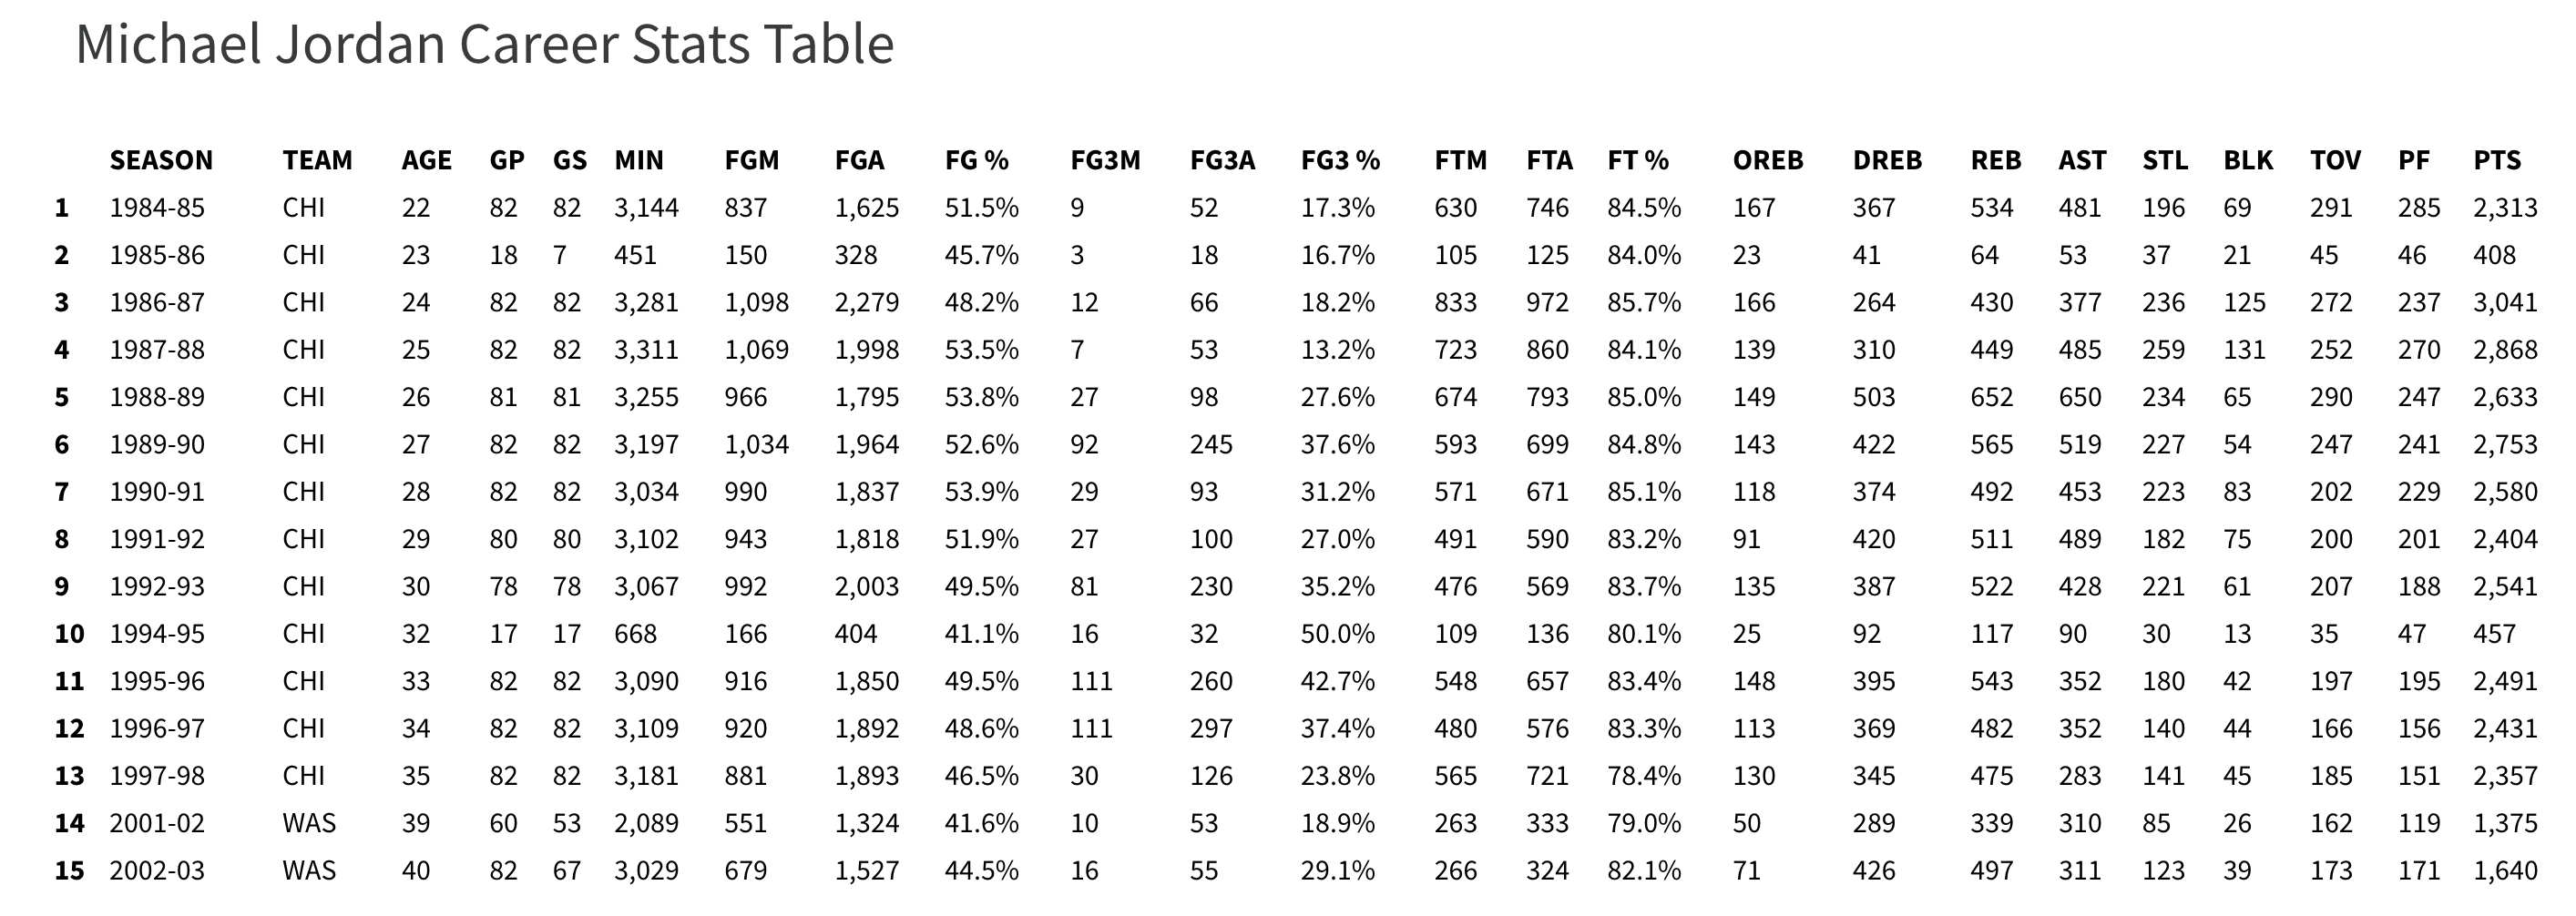 Michael Jordan Career Stats Table
SEASON TEAM AGE GP GS MIN FGM FGA FG % FG3M FG3A FG3 % FTM FTA FT % OREB DREB REB AST STL BLK TOV PF PTS
1 1984-85 CHI 22 82 82 3,144 837 1,625 51.5% 9 52 17.3% 630 746 84.5% 167 367 534 481 196 69 291 285 2,313
2 1985-86 CHI 23 18 7 451 150 328 45.7% 3 18 16.7% 105 125 84.0% 23 41 64 53 37 21 45 46 408
3 1986-87 CHI 24 82 82 3,281 1,098 2,279 48.2% 12 66 18.2% 833 972 85.7% 166 264 430 377 236 125 272 237 3,041
4 1987-88 CHI 25 82 82 3,311 1,069 1,998 53.5% 7 53 13.2% 723 860 84.1% 139 310 449 485 259 131 252 270 2,868
5 1988-89 CHI 26 81 81 3,255 966 1,795 53.8% 27 98 27.6% 674 793 85.0% 149 503 652 650 234 65 290 247 2,633
6 1989-90 CHI 27 82 82 3,197 1,034 1,964 52.6% 92 245 37.6% 593 699 84.8% 143 422 565 519 227 54 247 241 2,753
7 1990-91 CHI 28 82 82 3,034 990 1,837 53.9% 29 93 31.2% 571 671 85.1% 118 374 492 453 223 83 202 229 2,580
8 1991-92 CHI 29 80 80 3,102 943 1,818 51.9% 27 100 27.0% 491 590 83.2% 91 420 511 489 182 75 200 201 2,404
9 1992-93 CHI 30 78 78 3,067 992 2,003 49.5% 81 230 35.2% 476 569 83.7% 135 387 522 428 221 61 207 188 2,541
10 1994-95 CHI 32 17 17 668 166 404 41.1% 16 32 50.0% 109 136 80.1% 25 92 117 90 30 13 35 47 457
11 1995-96 CHI 33 82 82 3,090 916 1,850 49.5% 111 260 42.7% 548 657 83.4% 148 395 543 352 180 42 197 195 2,491
12 1996-97 CHI 34 82 82 3,109 920 1,892 48.6% 111 297 37.4% 480 576 83.3% 113 369 482 352 140 44 166 156 2,431
13 1997-98 CHI 35 82 82 3,181 881 1,893 46.5% 30 126 23.8% 565 721 78.4% 130 345 475 283 141 45 185 151 2,357
14 2001-02 WAS 39 60 53 2,089 551 1,324 41.6% 10 53 18.9% 263 333 79.0% 50 289 339 310 85 26 162 119 1,375
15 2002-03 WAS 40 82 67 3,029 679 1,527 44.5% 16 55 29.1% 266 324 82.1% 71 426 497 311 123 39 173 171 1,640